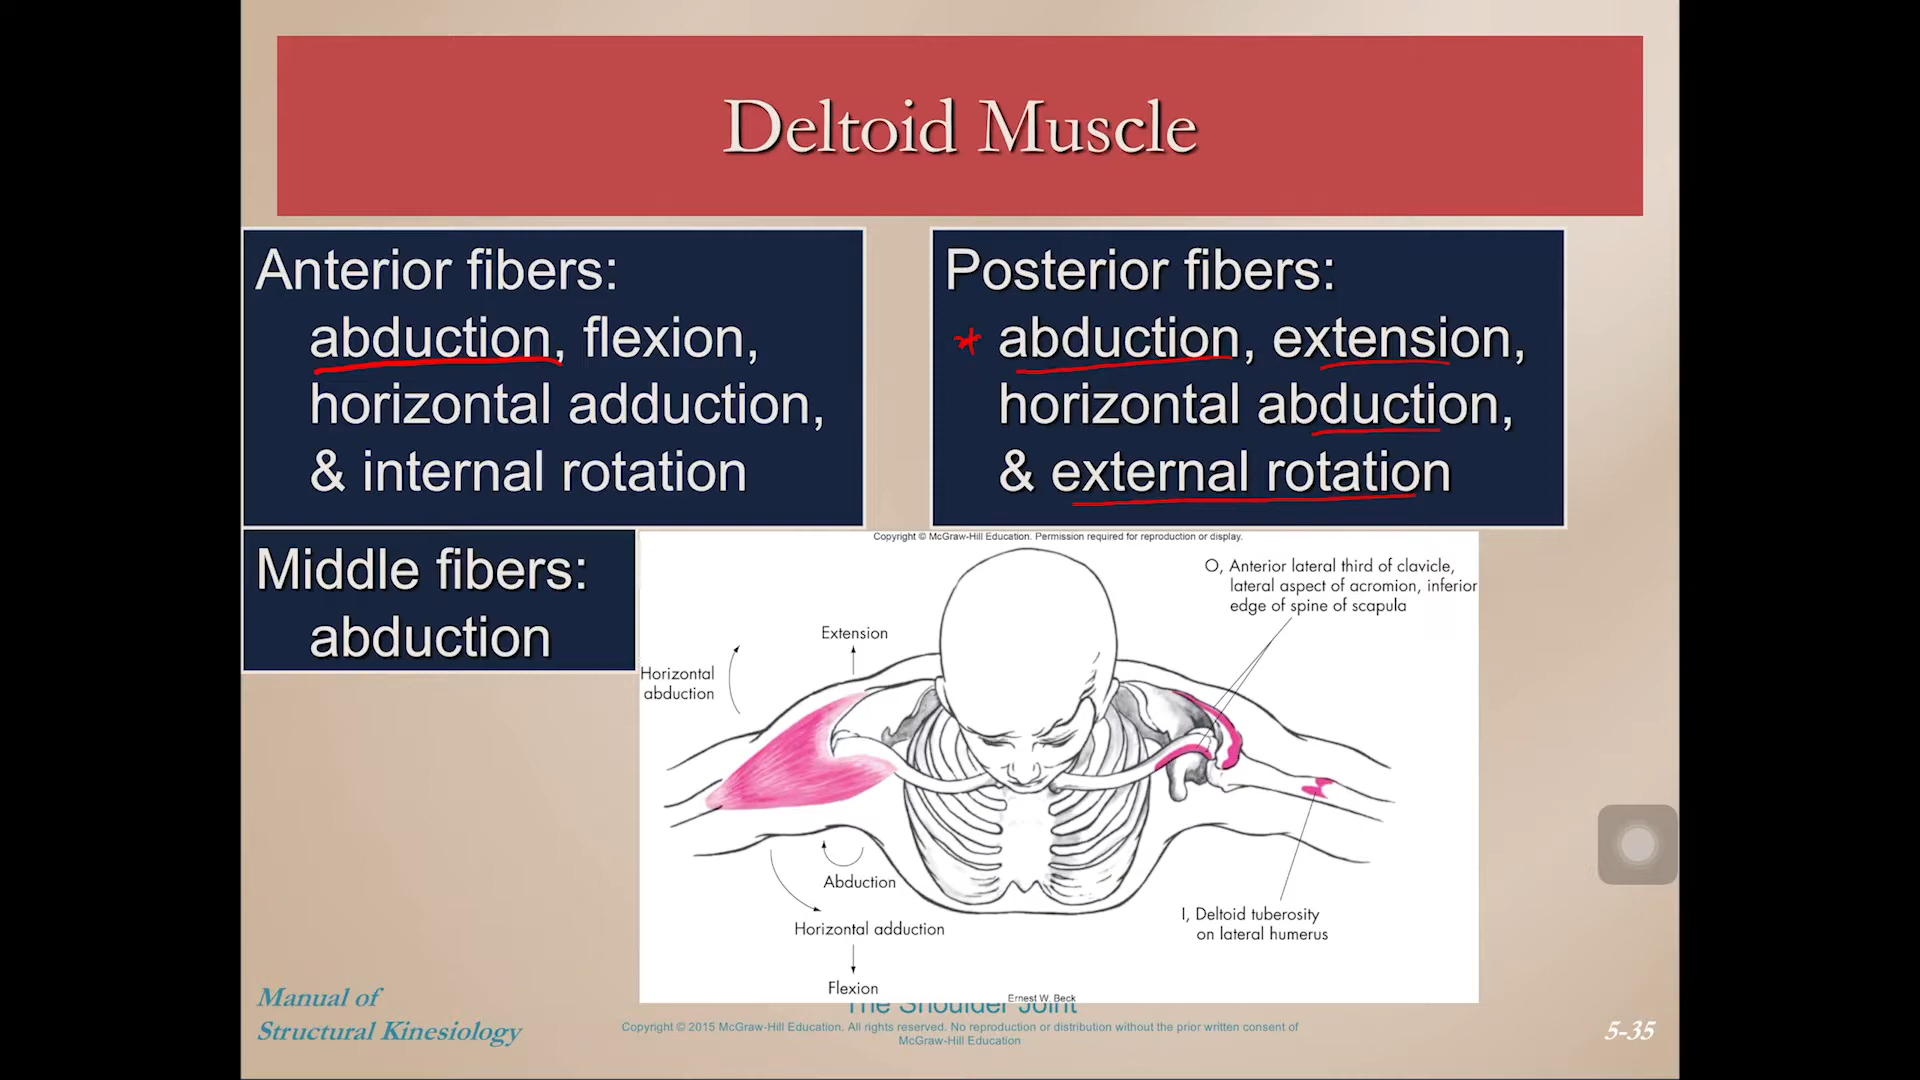 Deltoid Muscle
Anterior fibers:
abduction, flexion,
horizontal adduction,
& internal rotation
Posterior fibers:
* abduction, extension,
horizontal abduction,
& external rotation
Middle fibers:
abduction
Copyright © McGraw-Hill Education. Permission required for reproduction or display.
O, Anterior lateral third of clavicle,
lateral aspect of acromion, inferior
edge of spine of scapula
Extension
Horizontal
abduction
Abduction
Horizontal adduction
Flexion
I, Deltoid tuberosity
on lateral humerus
Ernest W. Beck
Manual of
Structural Kinesiology
The Shoulder Joint
Copyright © 2015 McGraw-Hill Education. All rights reserved. No reproduction or distribution without the prior written consent of
McGraw-Hill Education
5-35